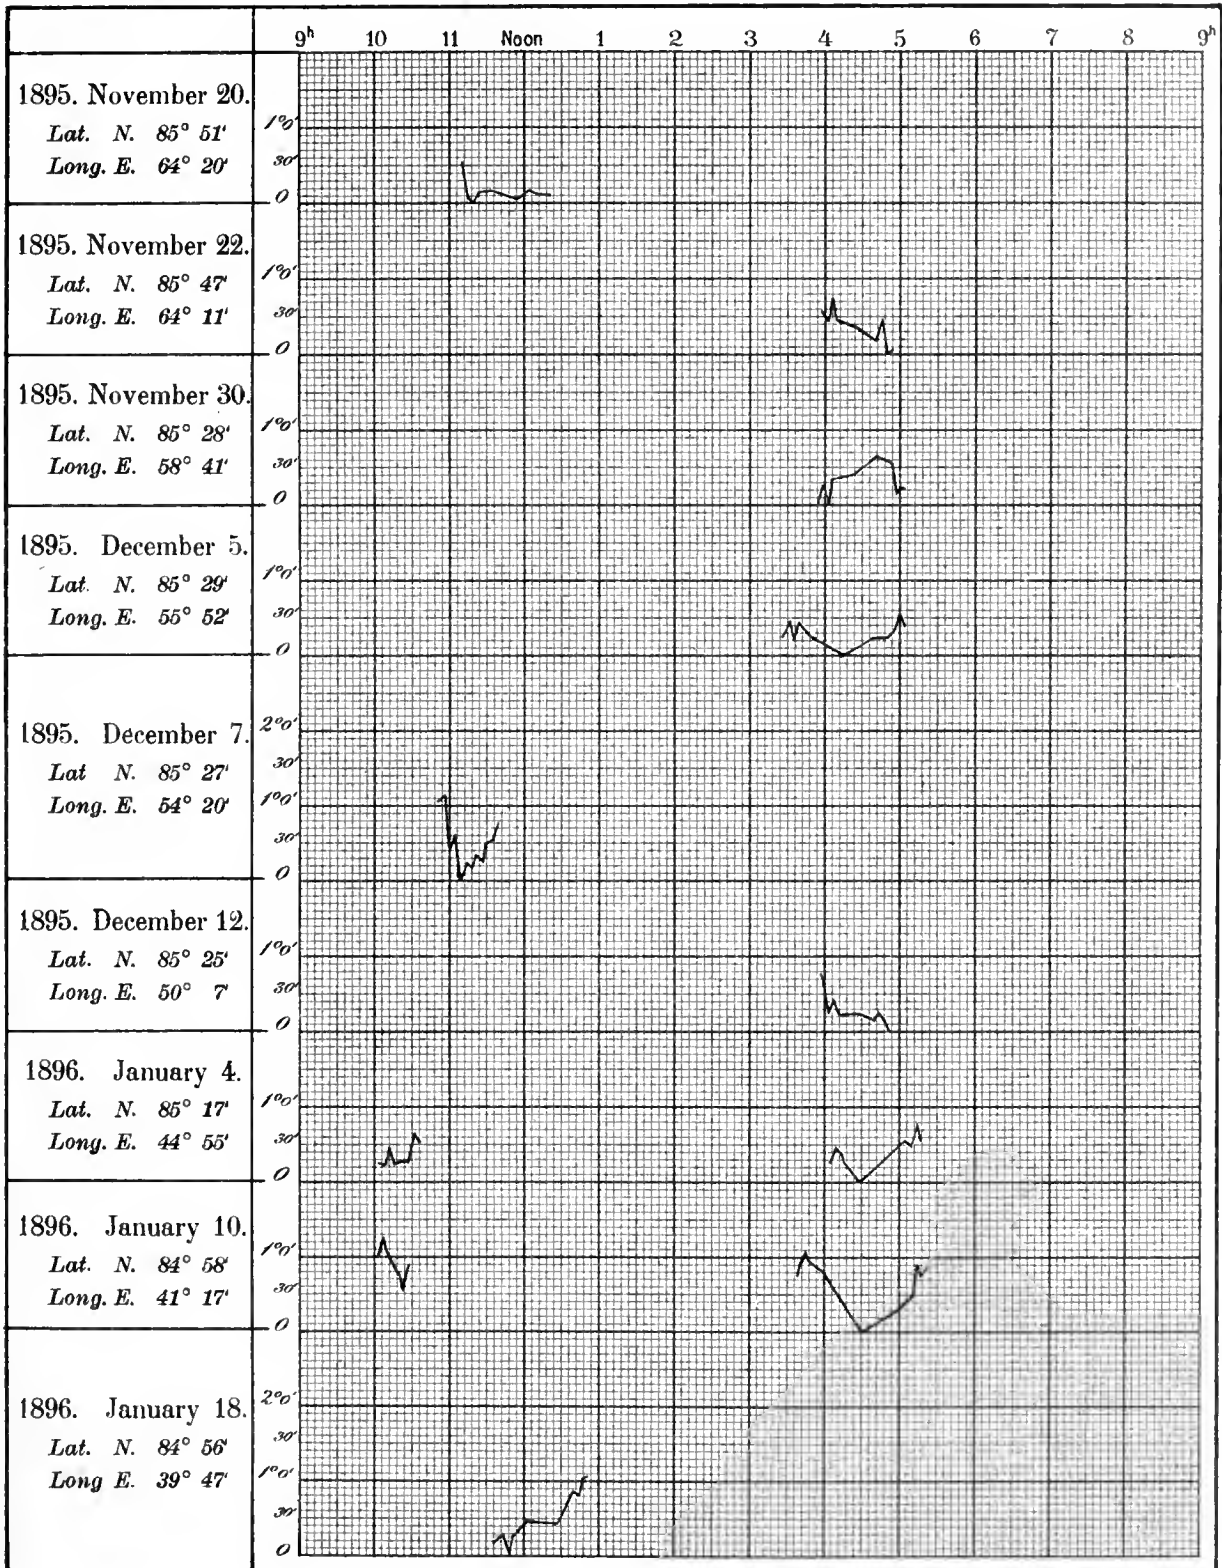 9ʰ 10 11 Noon 1 2 3 4 5 6 7 8 9ʰ
1895. November 20.
Lat. N. 85° 51'
Long. E. 64° 20'
1°0'
30'
0
1895. November 22.
Lat. N. 85° 47'
Long. E. 64° 11'
1°0'
30'
0
1895. November 30.
Lat. N. 85° 28'
Long. E. 58° 41'
1°0'
30'
0
1895. December 5.
Lat. N. 85° 29'
Long. E. 55° 52'
1°0'
30'
0
1895. December 7.
Lat N. 85° 27'
Long. E. 54° 20'
2°0'
30'
1°0'
30'
0
1895. December 12.
Lat. N. 85° 25'
Long. E. 50° 7'
1°0'
30'
0
1896. January 4.
Lat. N. 85° 17'
Long. E. 44° 55'
1°0'
30'
0
1896. January 10.
Lat. N. 84° 58'
Long. E. 41° 17'
1°0'
30'
0
1896. January 18.
Lat. N. 84° 56'
Long E. 39° 47'
2°0'
30'
1°0'
30'
0